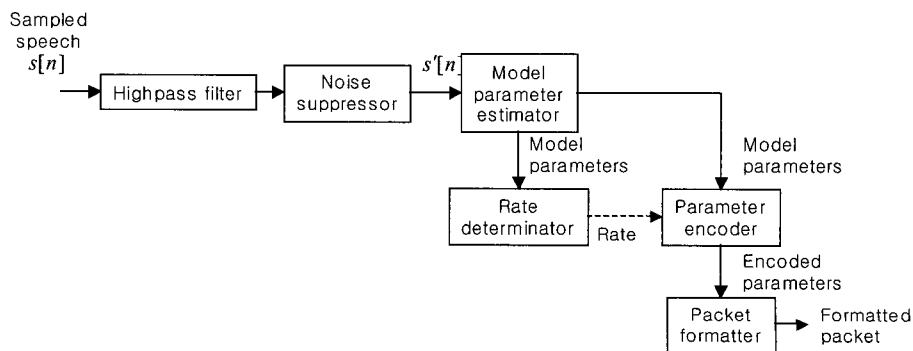 Sampled
speech
s[n]
Highpass filter
Noise
suppressor
s'[n]
Model
parameter
estimator
Model
parameters
Model
parameters
Rate
determinator
Rate
Parameter
encoder
Encoded
parameters
Packet
formatter
Formatted
packet